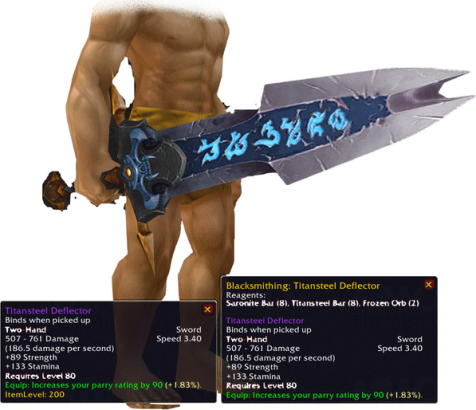 Titansteel Deflector
Binds when picked up
Two-Hand Sword
507 - 761 Damage Speed 3.40
(186.5 damage per second)
+89 Strength
+133 Stamina
Requires Level 80
Equip: Increases your parry rating by 90 (+1.83%).
ItemLevel: 200
Blacksmithing: Titansteel Deflector
Reagents:
Saronite Bar (8), Titansteel Bar (8), Frozen Orb (2)
Titansteel Deflector
Binds when picked up
Two-Hand Sword
507 - 761 Damage Speed 3.40
(186.5 damage per second)
+89 Strength
+133 Stamina
Requires Level 80
Equip: Increases your parry rating by 90 (+1.83%).